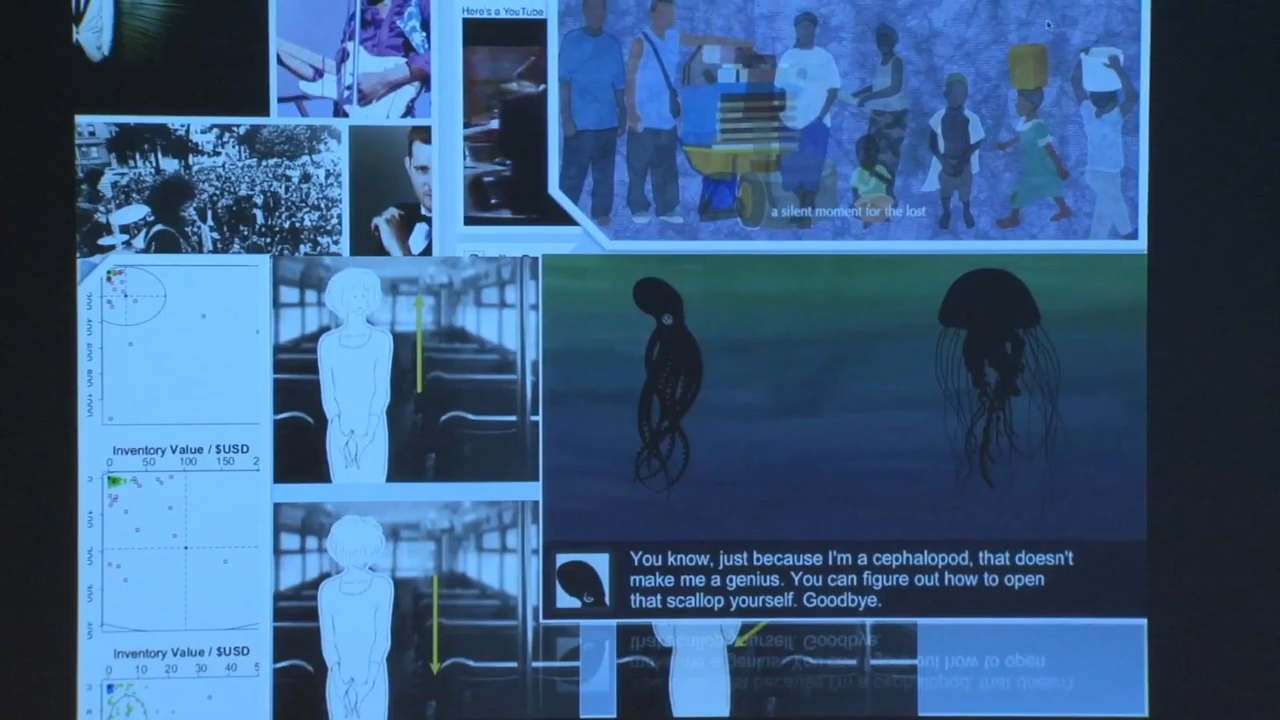 Here's a YouTube
a silent moment for the lost
Inventory Value / $USD
0 50 100 150 2
Inventory Value / $USD
0 10 20 30 40 5
You know, just because I'm a cephalopod, that doesn't
make me a genius. You can figure out how to open
that scallop yourself. Goodbye.